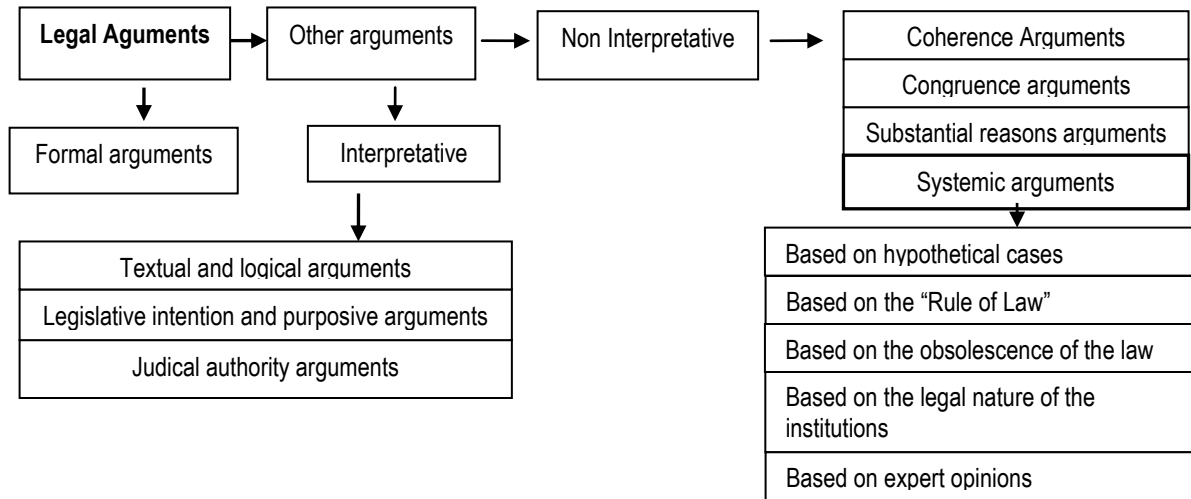 Legal Aguments
Other arguments
Non Interpretative
Coherence Arguments
Congruence arguments
Substantial reasons arguments
Systemic arguments
Formal arguments
Interpretative
Textual and logical arguments
Legislative intention and purposive arguments
Judical authority arguments
Based on hypothetical cases
Based on the “Rule of Law”
Based on the obsolescence of the law
Based on the legal nature of the
institutions
Based on expert opinions